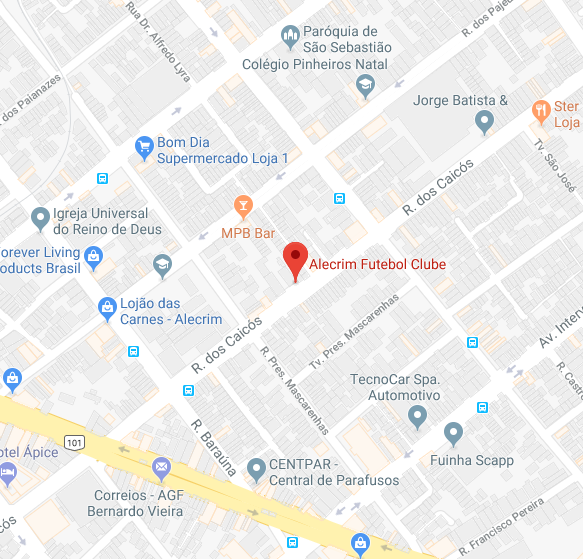 Rua Dr. Alfredo Lyra
Paróquia de
São Sebastião
R. dos Pajeú
Colégio Pinheiros Natal
dos Paianazes
Jorge Batista &
Ster
Loja
Bom Dia
Supermercado Loja 1
Tv. São José
R. dos Caicós
Igreja Universal
do Reino de Deus
MPB Bar
orever Living
oducts Brasil
Alecrim Futebol Clube
Lojão das
Carnes - Alecrim
R. dos Caicós
Tv. Pres. Mascarenhas
Av. Interv
R. Pres. Mascarenhas
R. Castro
TecnoCar Spa.
Automotivo
R. Baraúna
101
otel Ápice
Fuinha Scapp
CENTPAR -
Central de Parafusos
Correios - AGF
Bernardo Vieira
R. Francisco Pereira
cós